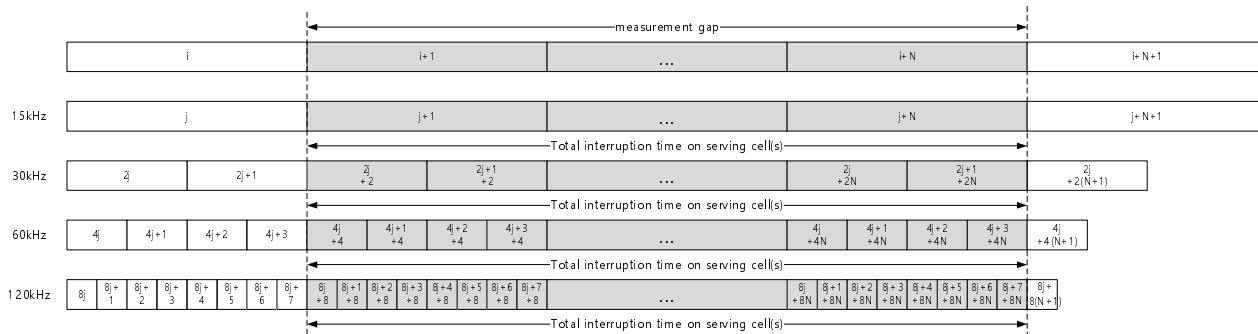 measurement gap
i
i+1
...
i+N
i+N+1
15kHz
j
j+1
...
j+N
j+N+1
Total interruption time on serving cell(s)
30kHz
2j
2j+1
2j
+2
2j+1
+2
...
2j
+2N
2j+1
+2N
2j
+2(N+1)
Total interruption time on serving cell(s)
60kHz
4j
4j+1
4j+2
4j+3
4j
+4
4j+1
+4
4j+2
+4
4j+3
+4
...
4j
+4N
4j+1
+4N
4j+2
+4N
4j+3
+4N
4j
+4(N+1)
Total interruption time on serving cell(s)
120kHz
8j
8j+
1
8j+
2
8j+
3
8j+
4
8j+
5
8j+
6
8j+
7
8j
+8
8j+1
+8
8j+2
+8
8j+3
+8
8j+4
+8
8j+5
+8
8j+6
+8
8j+7
+8
...
8j
+8N
8j+1
+8N
8j+2
+8N
8j+3
+8N
8j+4
+8N
8j+5
+8N
8j+6
+8N
8j+7
+8N
8j+
8(N+1)
Total interruption time on serving cell(s)